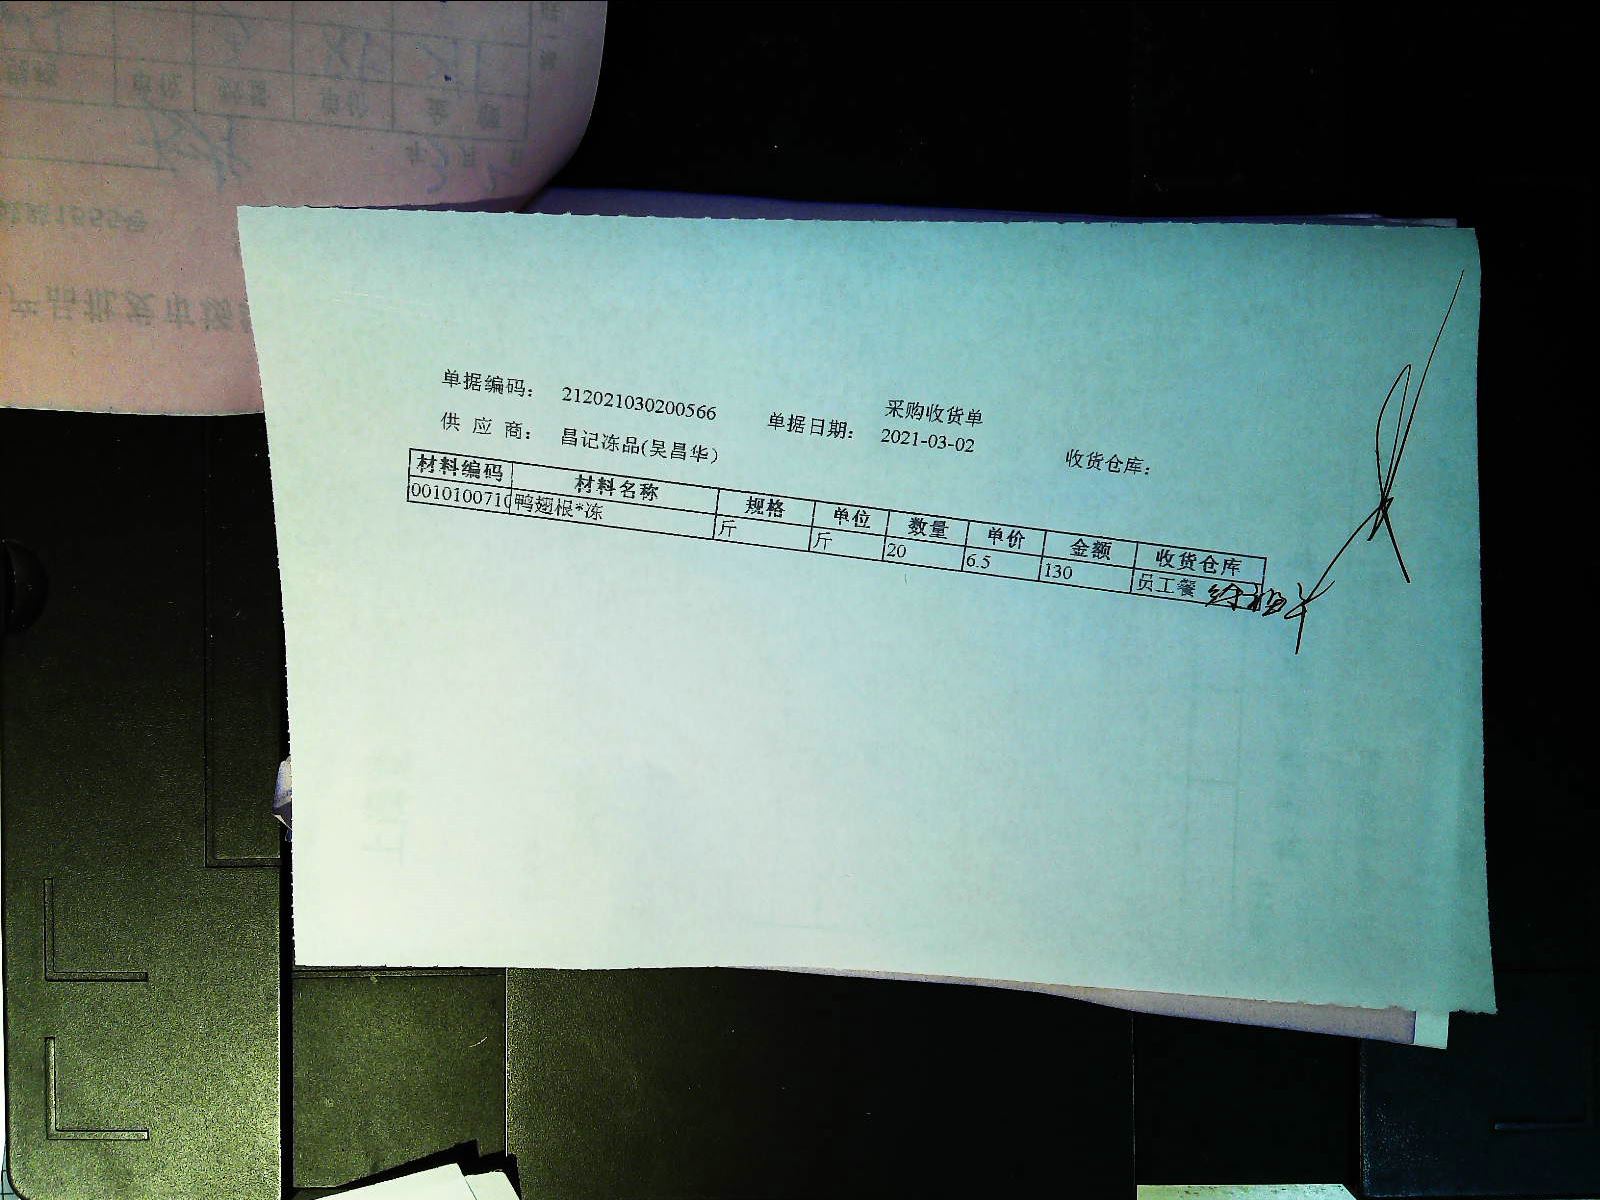 采购收货单
单据编码： 212021030200566 单据日期： 2021-03-02 收货仓库：
供 应 商： 昌记冻品(吴昌华)
材料编码 材料名称 规格 单位 数量 单价 金额 收货仓库
0010100710 鸭翅根*冻 斤 斤 20 6.5 130 员工餐